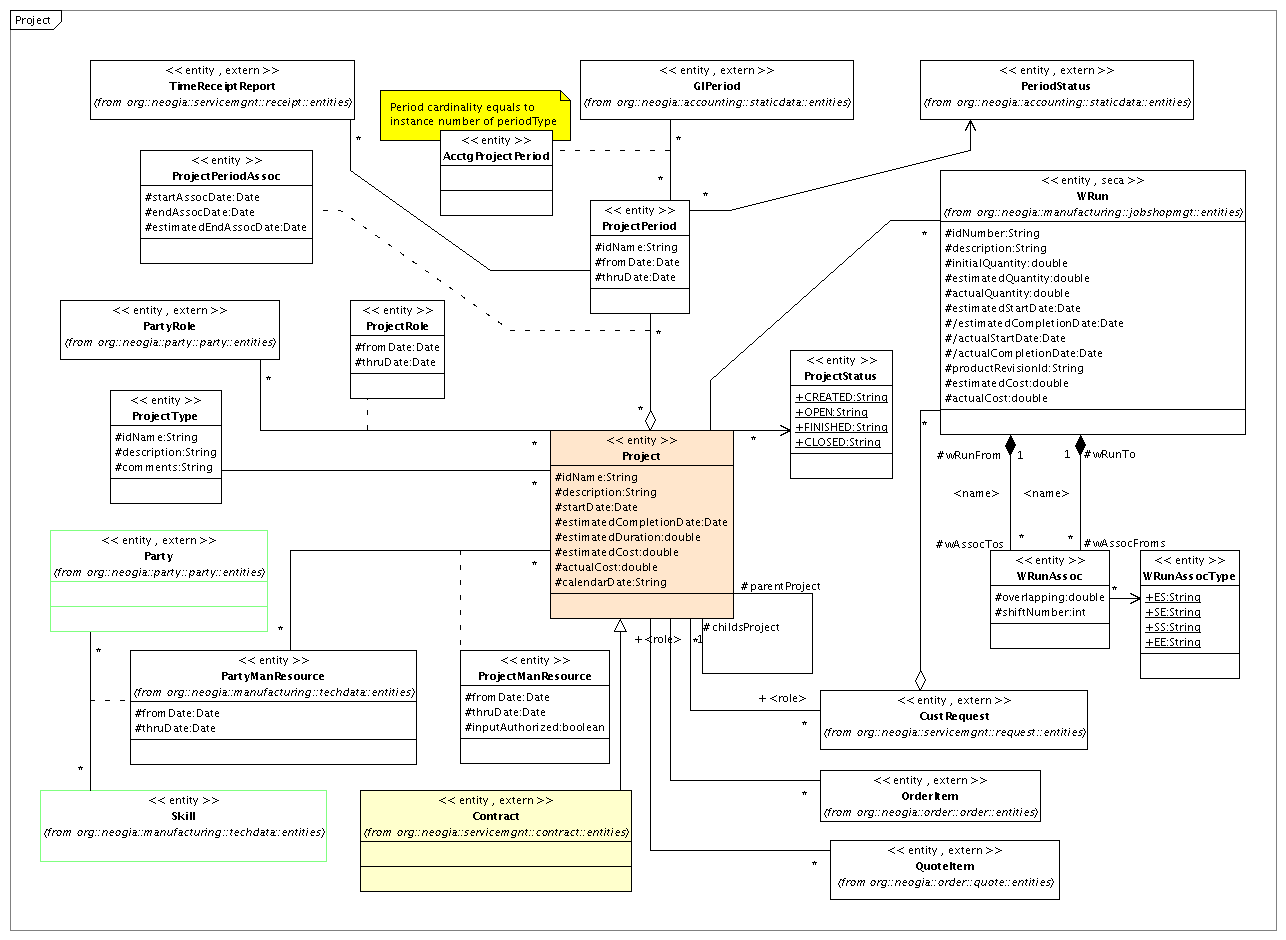 Project
<< entity , extern >>
TimeReceiptReport
(from org::neogia::servicemgnt::receipt::entities)
Period cardinality equals to
instance number of periodType
<< entity , extern >>
GlPeriod
(from org::neogia::accounting::staticdata::entities)
<< entity , extern >>
PeriodStatus
(from org::neogia::accounting::staticdata::entities)
*
*
<< entity >>
AcctgProjectPeriod
<< entity >>
ProjectPeriodAssoc
#startAssocDate:Date
#endAssocDate:Date
#estimatedEndAssocDate:Date
*
*
<< entity >>
ProjectPeriod
#idName:String
#fromDate:Date
#thruDate:Date
*
*
<< entity , seca >>
WRun
(from org::neogia::manufacturing::jobshopmgt::entities)
#idNumber:String
#description:String
#initialQuantity:double
#estimatedQuantity:double
#actualQuantity:double
#estimatedStartDate:Date
#/estimatedCompletionDate:Date
#/actualStartDate:Date
#/actualCompletionDate:Date
#productRevisionId:String
#estimatedCost:double
#actualCost:double
*
*
<< entity , extern >>
PartyRole
(from org::neogia::party::party::entities)
*
<< entity >>
ProjectRole
#fromDate:Date
#thruDate:Date
<< entity >>
ProjectStatus
+CREATED:String
+OPEN:String
+FINISHED:String
+CLOSED:String
*
<< entity >>
ProjectType
#idName:String
#description:String
#comments:String
*
*
*
<< entity >>
Project
#idName:String
#description:String
#startDate:Date
#estimatedCompletionDate:Date
#estimatedDuration:double
#estimatedCost:double
#actualCost:double
#calendarDate:String
#wRunFrom
1
1
#wRunTo
<name>
<name>
#wAssocTos
*
*
#wAssocFroms
<< entity >>
WRunAssoc
#overlapping:double
#shiftNumber:int
*
<< entity >>
WRunAssocType
+ES:String
+SE:String
+SS:String
+EE:String
<< entity , extern >>
Party
(from org::neogia::party::party::entities)
*
*
# parentProject
# childsProject
+ <role>
*
1
<< entity >>
PartyManResource
(from org::neogia::manufacturing::techdata::entities)
#fromDate:Date
#thruDate:Date
*
<< entity >>
ProjectManResource
#fromDate:Date
#thruDate:Date
#inputAuthorized:boolean
+ <role>
*
<< entity , extern >>
CustRequest
(from org::neogia::servicemgnt::request::entities)
*
<< entity , extern >>
OrderItem
(from org::neogia::order::order::entities)
*
<< entity , extern >>
QuoteItem
(from org::neogia::order::quote::entities)
<< entity >>
Skill
(from org::neogia::manufacturing::techdata::entities)
<< entity , extern >>
Contract
(from org::neogia::servicemgnt::contract::entities)